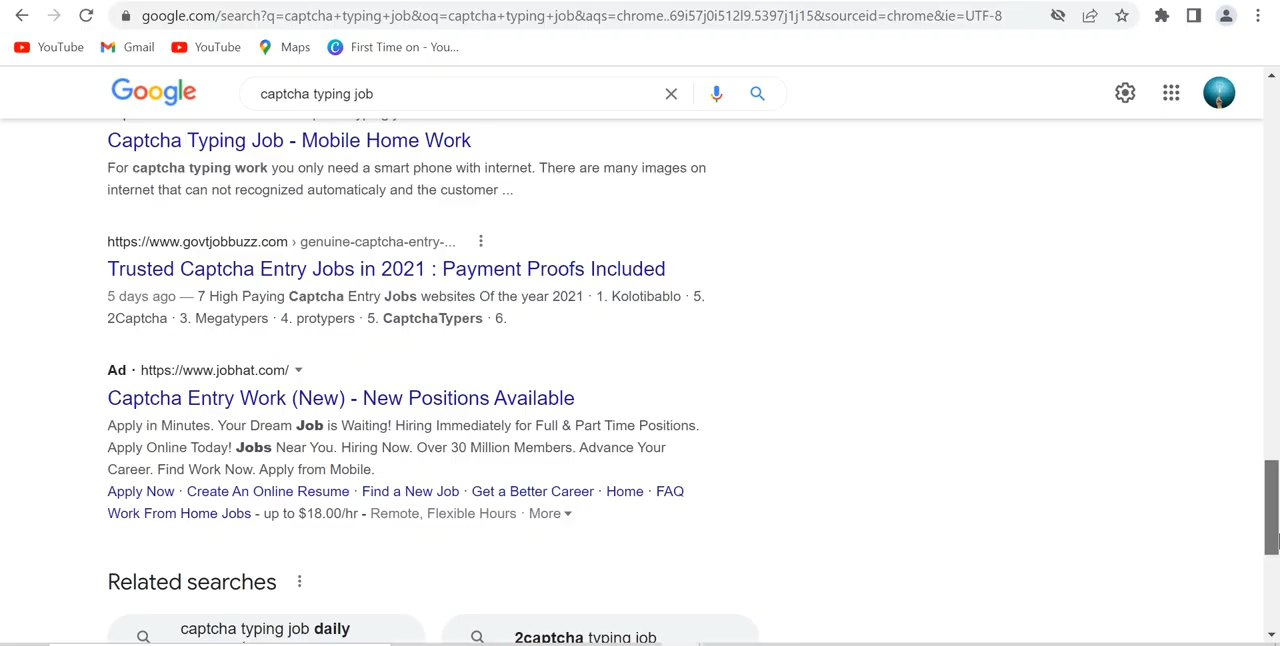 google.com/search?q=captcha+typing+job&oq=captcha+typing+job&aqs=chrome..69i57j0i512l9.5397j1j15&sourceid=chrome&ie=UTF-8
YouTube Gmail YouTube Maps First Time on - You...
Google captcha typing job
Captcha Typing Job - Mobile Home Work
For captcha typing work you only need a smart phone with internet. There are many images on
internet that can not recognized automaticaly and the customer ...
https://www.govtjobbuzz.com › genuine-captcha-entry-...
Trusted Captcha Entry Jobs in 2021 : Payment Proofs Included
5 days ago — 7 High Paying Captcha Entry Jobs websites Of the year 2021 · 1. Kolotibablo · 5.
2Captcha · 3. Megatypers · 4. protypers · 5. CaptchaTypers · 6.
Ad · https://www.jobhat.com/
Captcha Entry Work (New) - New Positions Available
Apply in Minutes. Your Dream Job is Waiting! Hiring Immediately for Full & Part Time Positions.
Apply Online Today! Jobs Near You. Hiring Now. Over 30 Million Members. Advance Your
Career. Find Work Now. Apply from Mobile.
Apply Now · Create An Online Resume · Find a New Job · Get a Better Career · Home · FAQ
Work From Home Jobs - up to $18.00/hr - Remote, Flexible Hours · More
Related searches
captcha typing job daily
2captcha typing job